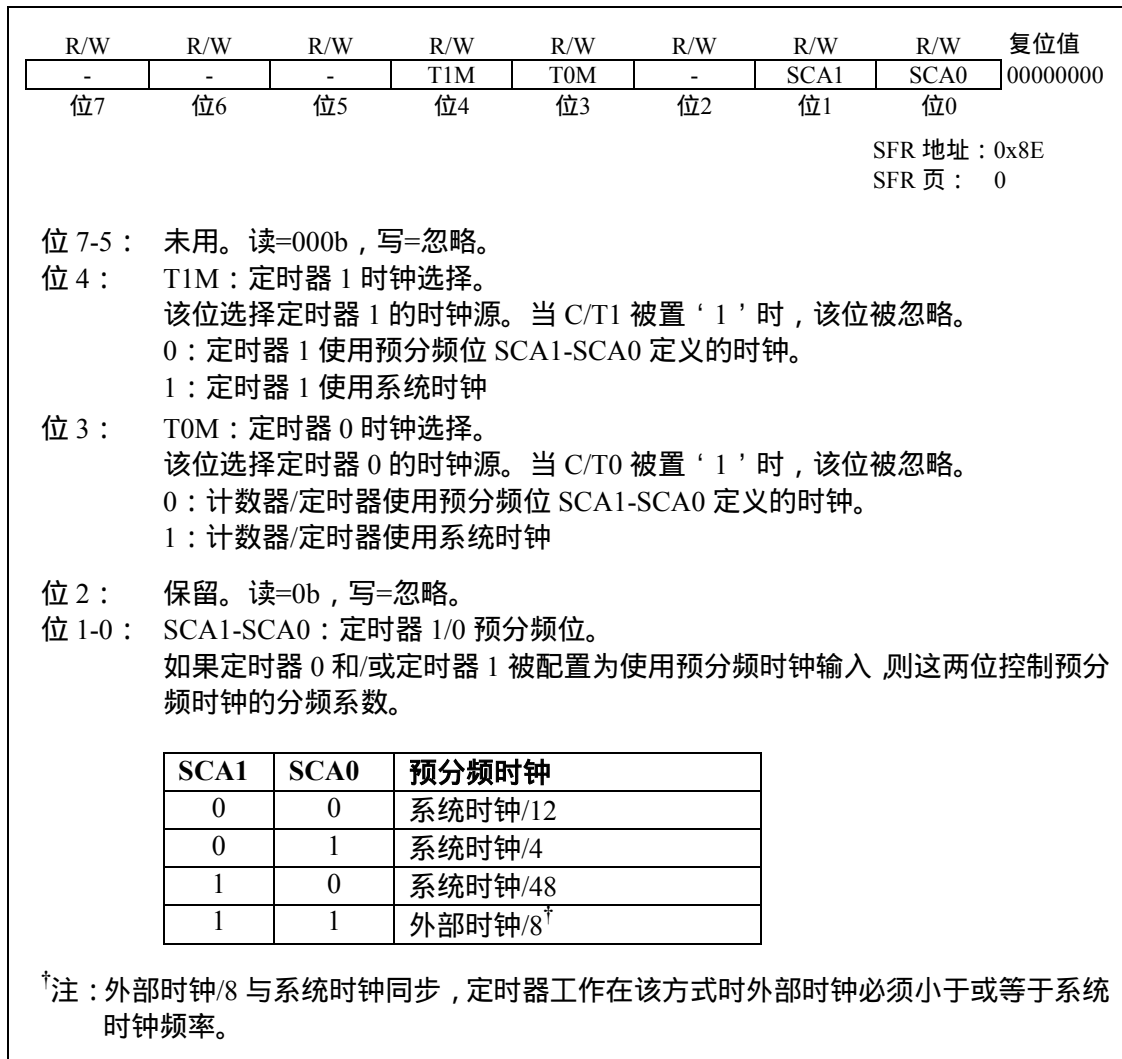 R/W R/W R/W R/W R/W R/W R/W R/W 复位值
- - - T1M T0M - SCA1 SCA0 00000000
位7 位6 位5 位4 位3 位2 位1 位0
SFR 地址：0x8E
SFR 页： 0
位 7-5： 未用。读=000b，写=忽略。
位 4： T1M：定时器 1 时钟选择。
该位选择定时器 1 的时钟源。当 C/T1 被置‘1’时，该位被忽略。
0：定时器 1 使用预分频位 SCA1-SCA0 定义的时钟。
1：定时器 1 使用系统时钟
位 3： T0M：定时器 0 时钟选择。
该位选择定时器 0 的时钟源。当 C/T0 被置‘1’时，该位被忽略。
0：计数器/定时器使用预分频位 SCA1-SCA0 定义的时钟。
1：计数器/定时器使用系统时钟
位 2： 保留。读=0b，写=忽略。
位 1-0： SCA1-SCA0：定时器 1/0 预分频位。
如果定时器 0 和/或定时器 1 被配置为使用预分频时钟输入，则这两位控制预分
频时钟的分频系数。
SCA1 SCA0 预分频时钟
0 0 系统时钟/12
0 1 系统时钟/4
1 0 系统时钟/48
1 1 外部时钟/8†
†注：外部时钟/8 与系统时钟同步，定时器工作在该方式时外部时钟必须小于或等于系统
时钟频率。